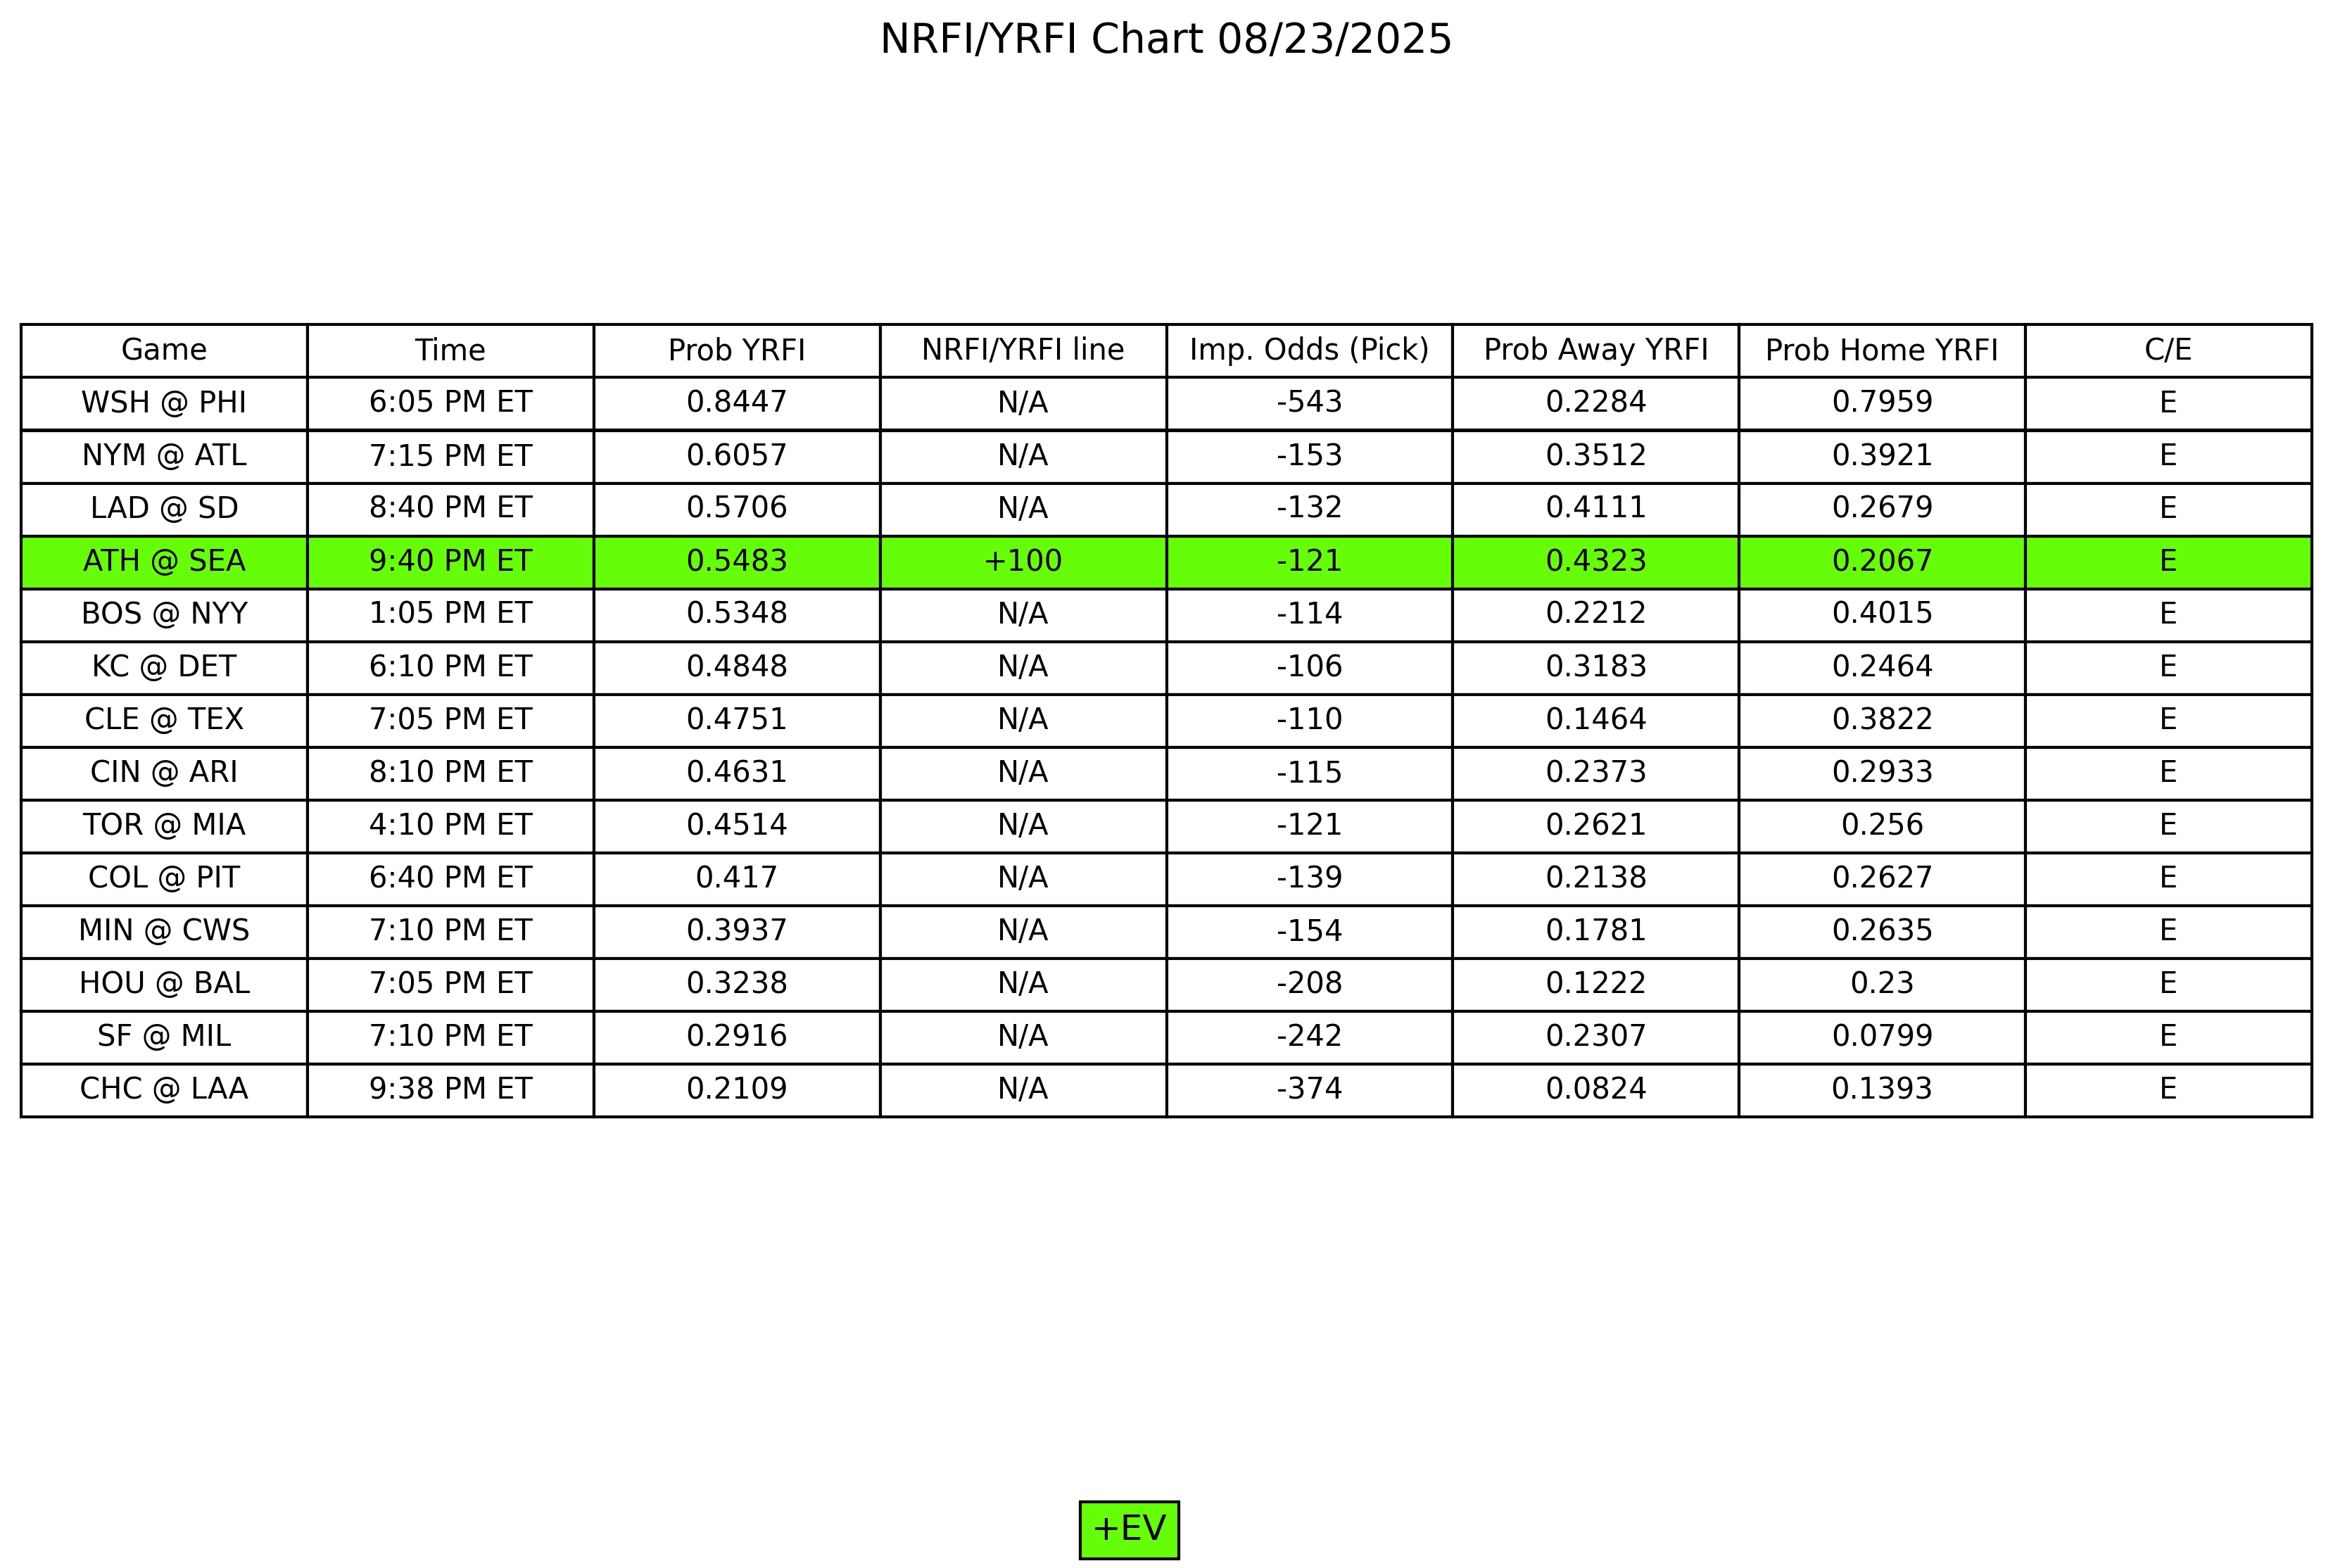 NRFI/YRFI Chart 08/23/2025
Game Time Prob YRFI NRFI/YRFI line Imp. Odds (Pick) Prob Away YRFI Prob Home YRFI C/E
WSH @ PHI 6:05 PM ET 0.8447 N/A -543 0.2284 0.7959 E
NYM @ ATL 7:15 PM ET 0.6057 N/A -153 0.3512 0.3921 E
LAD @ SD 8:40 PM ET 0.5706 N/A -132 0.4111 0.2679 E
ATH @ SEA 9:40 PM ET 0.5483 +100 -121 0.4323 0.2067 E
BOS @ NYY 1:05 PM ET 0.5348 N/A -114 0.2212 0.4015 E
KC @ DET 6:10 PM ET 0.4848 N/A -106 0.3183 0.2464 E
CLE @ TEX 7:05 PM ET 0.4751 N/A -110 0.1464 0.3822 E
CIN @ ARI 8:10 PM ET 0.4631 N/A -115 0.2373 0.2933 E
TOR @ MIA 4:10 PM ET 0.4514 N/A -121 0.2621 0.256 E
COL @ PIT 6:40 PM ET 0.417 N/A -139 0.2138 0.2627 E
MIN @ CWS 7:10 PM ET 0.3937 N/A -154 0.1781 0.2635 E
HOU @ BAL 7:05 PM ET 0.3238 N/A -208 0.1222 0.23 E
SF @ MIL 7:10 PM ET 0.2916 N/A -242 0.2307 0.0799 E
CHC @ LAA 9:38 PM ET 0.2109 N/A -374 0.0824 0.1393 E
+EV